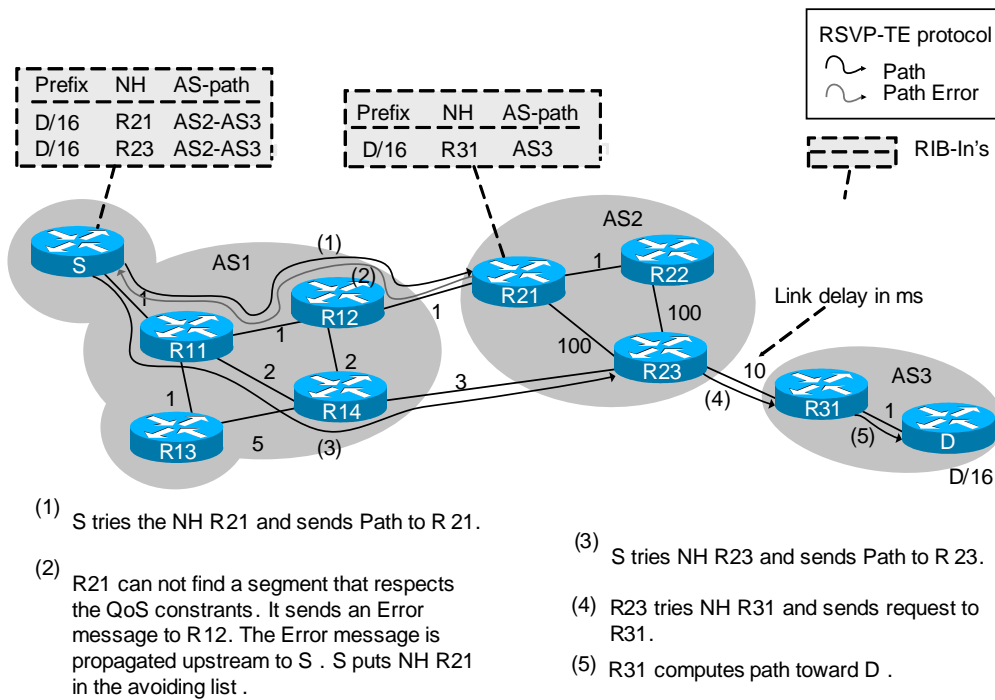 RSVP-TE protocol
Path
Path Error
RIB-In's
Prefix NH AS-path
D/16 R21 AS2-AS3
D/16 R23 AS2-AS3
Prefix NH AS-path
D/16 R31 AS3
AS1
AS2
AS3
S
R11
R12
R13
R14
R21
R22
R23
R31
D
D/16
(1)
(2)
(3)
(4)
(5)
1
1
1
2
2
1
5
3
1
100
100
10
1
Link delay in ms
(1) S tries the NH R21 and sends Path to R 21.
(2) R21 can not find a segment that respects
the QoS constrants. It sends an Error
message to R12. The Error message is
propagated upstream to S . S puts NH R21
in the avoiding list .
(3) S tries NH R23 and sends Path to R 23.
(4) R23 tries NH R31 and sends request to
R31.
(5) R31 computes path toward D .